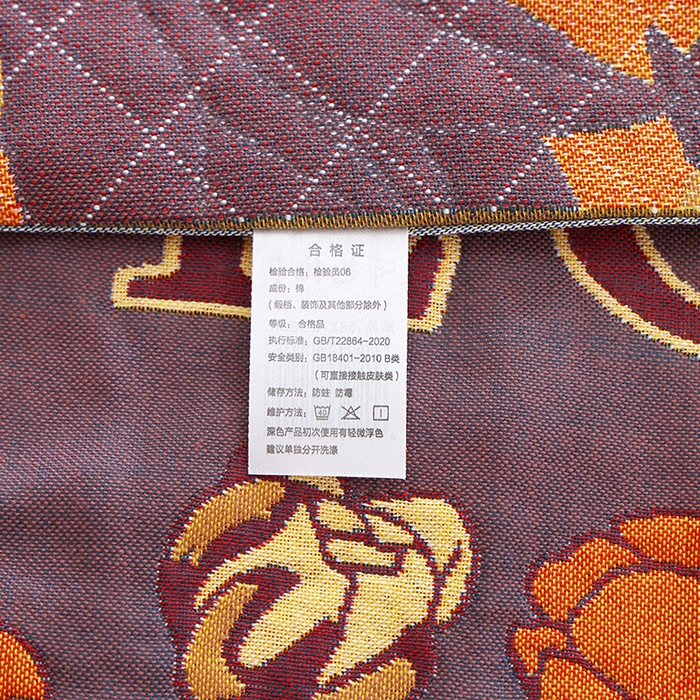 合格证
检验合格：检验员06
成份：棉
（缎档、装饰及其他部分除外）
等级：合格品
执行标准：GB/T22864-2020
安全类别：GB18401-2010 B类
（可直接接触皮肤类）
储存方法：防蛀 防霉
维护方法：40
深色产品初次使用有轻微浮色
建议单独分开洗涤